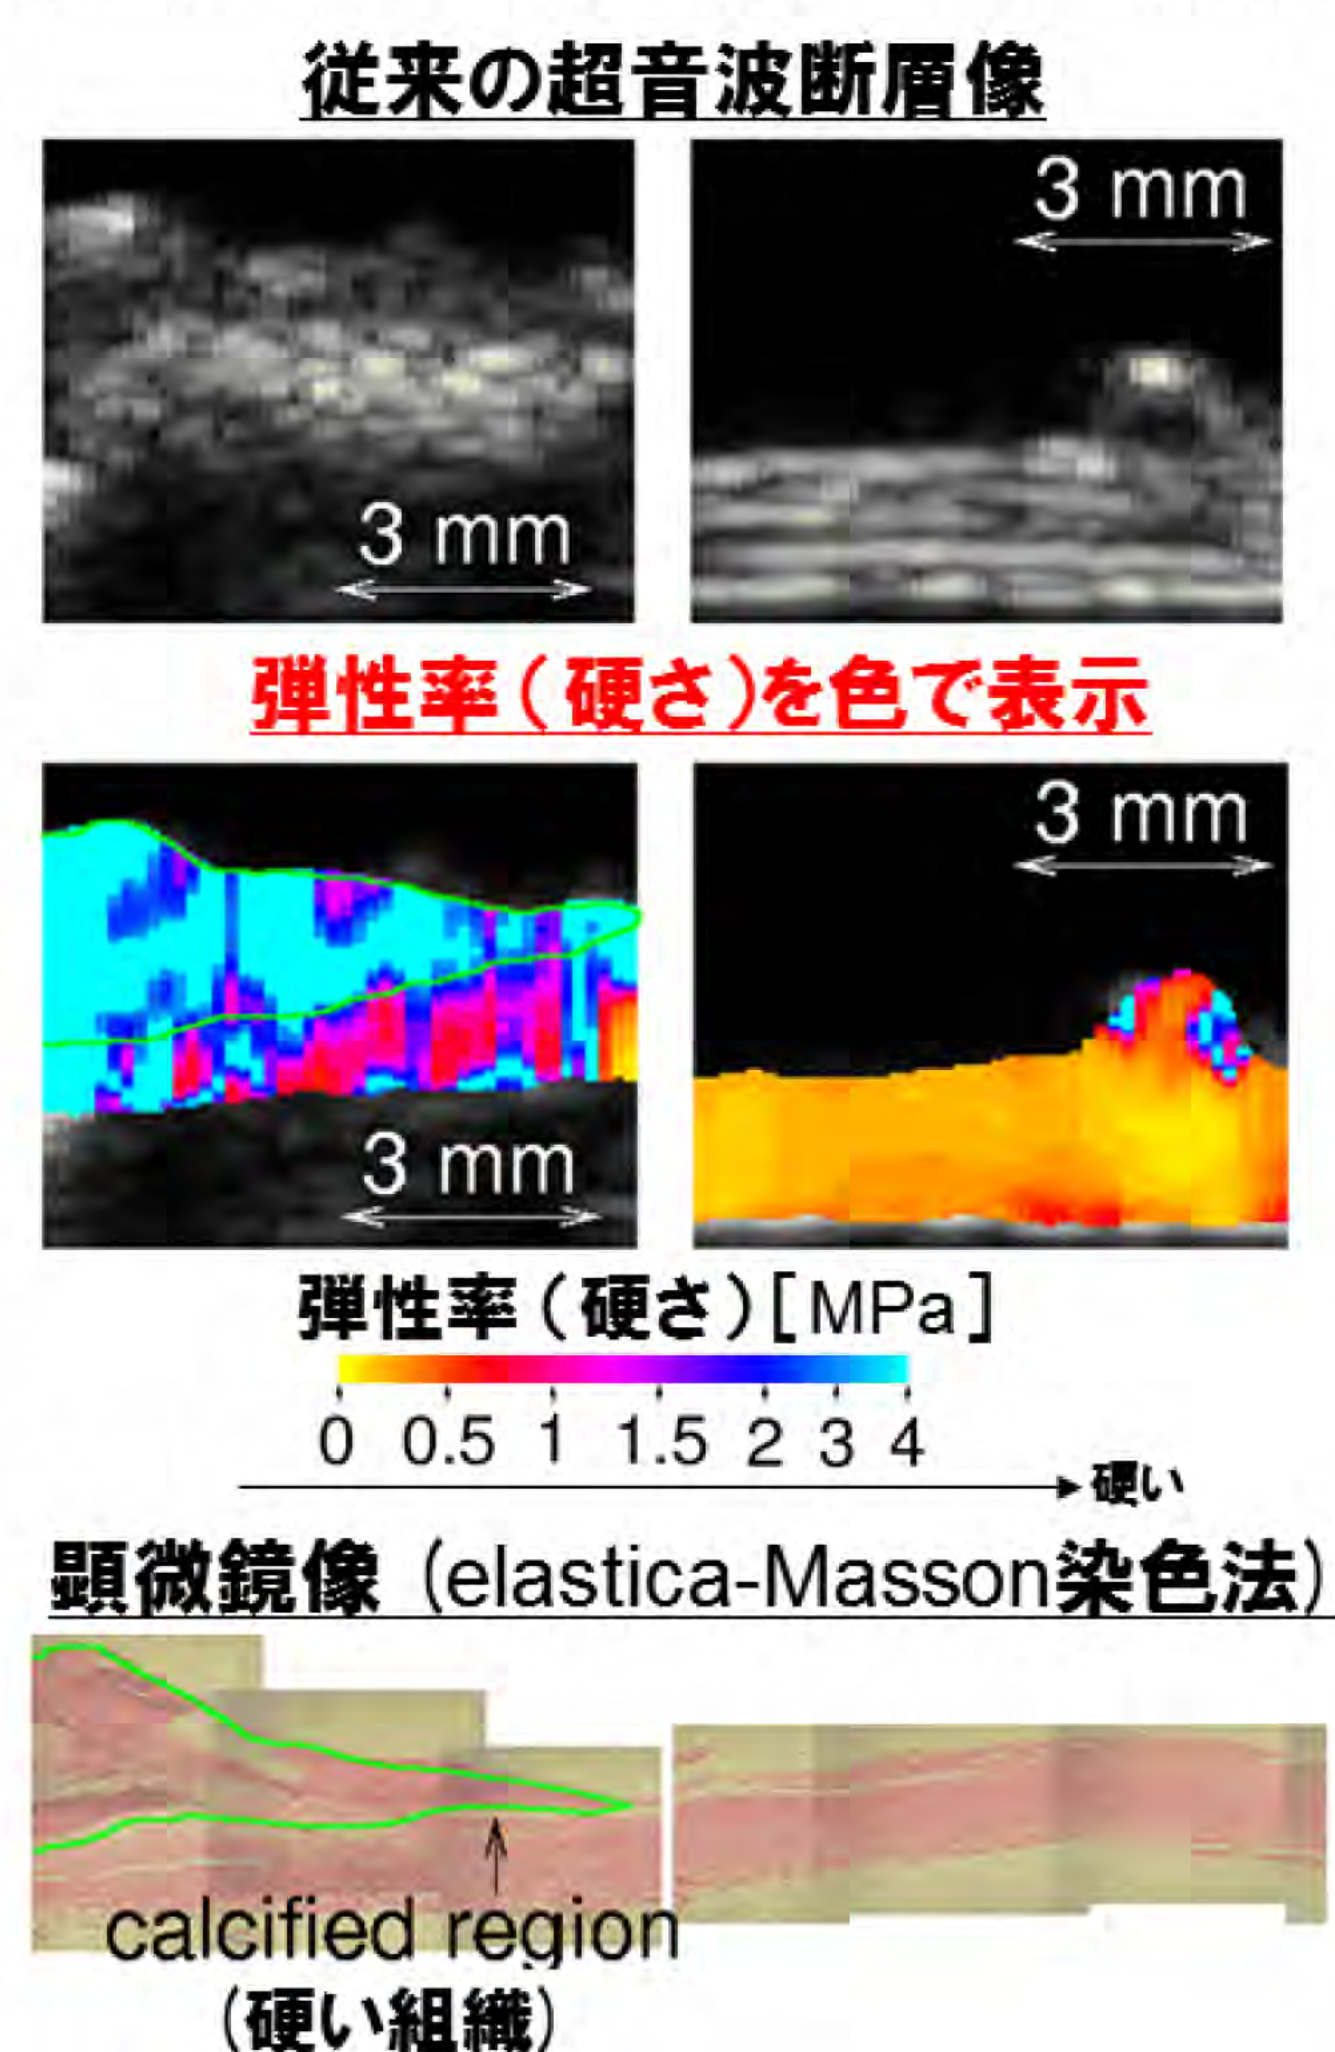 従来の超音波断層像
3 mm
3 mm
弾性率(硬さ)を色で表示
3 mm
3 mm
弾性率(硬さ)[MPa]
0 0.5 1 1.5 2 3 4
硬い
顕微鏡像 (elastica-Masson染色法)
calcified region
(硬い組織)